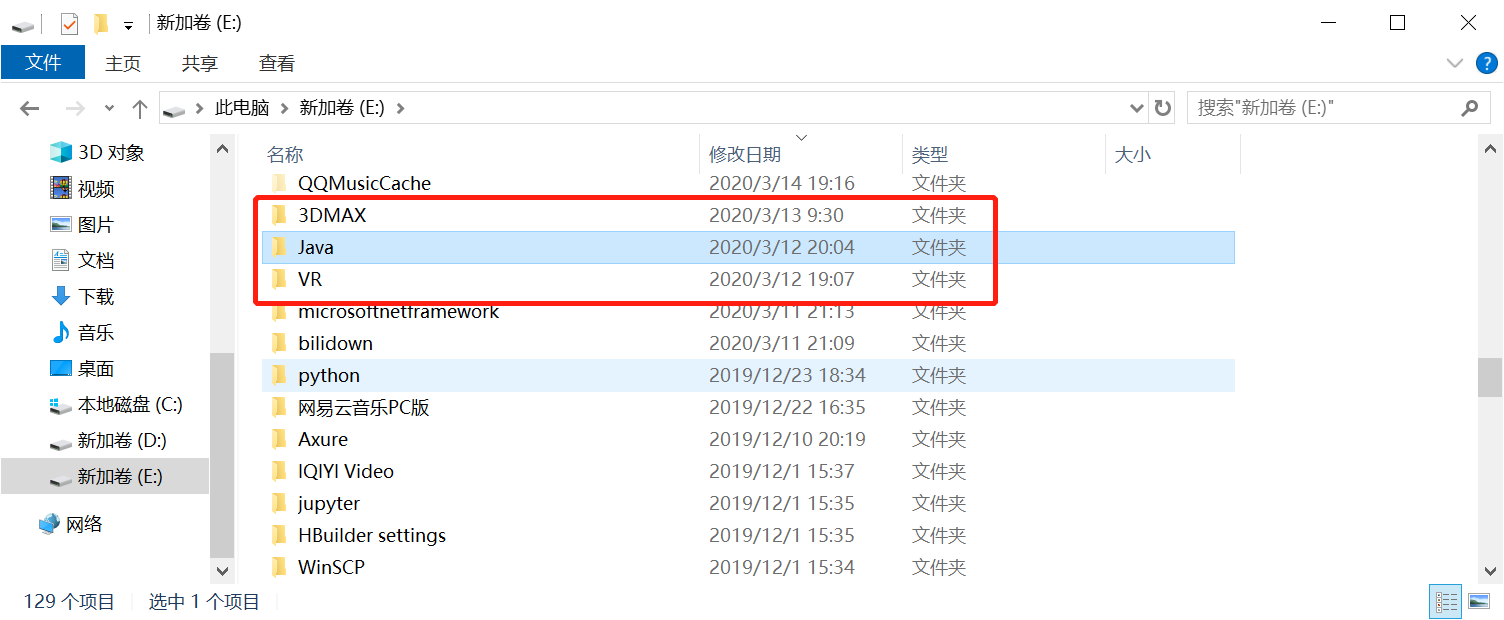 新加卷 (E:)
文件 主页 共享 查看
此电脑 新加卷 (E:) 搜索"新加卷 (E:)"
3D 对象
视频
图片
文档
下载
音乐
桌面
本地磁盘 (C:)
新加卷 (D:)
新加卷 (E:)
网络
名称 修改日期 类型 大小
QQMusicCache 2020/3/14 19:16 文件夹
3DMAX 2020/3/13 9:30 文件夹
Java 2020/3/12 20:04 文件夹
VR 2020/3/12 19:07 文件夹
microsoftnetframework 2020/3/11 21:13 文件夹
bilidown 2020/3/11 21:09 文件夹
python 2019/12/23 18:34 文件夹
网易云音乐PC版 2019/12/22 16:35 文件夹
Axure 2019/12/10 20:19 文件夹
IQIYI Video 2019/12/1 15:37 文件夹
jupyter 2019/12/1 15:35 文件夹
HBuilder settings 2019/12/1 15:35 文件夹
WinSCP 2019/12/1 15:34 文件夹
129 个项目 选中 1 个项目